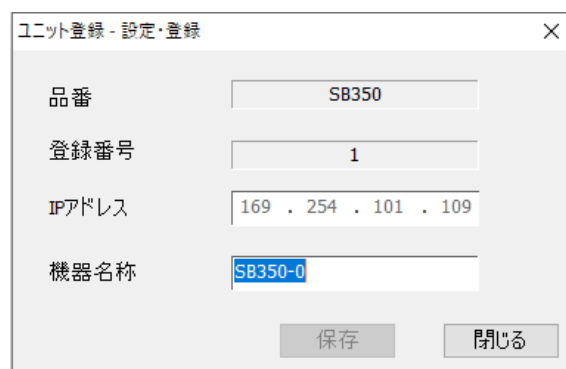 ユニット登録 - 設定・登録
品番 SB350
登録番号 1
IPアドレス 169 . 254 . 101 . 109
機器名称 SB350-0
保存 閉じる